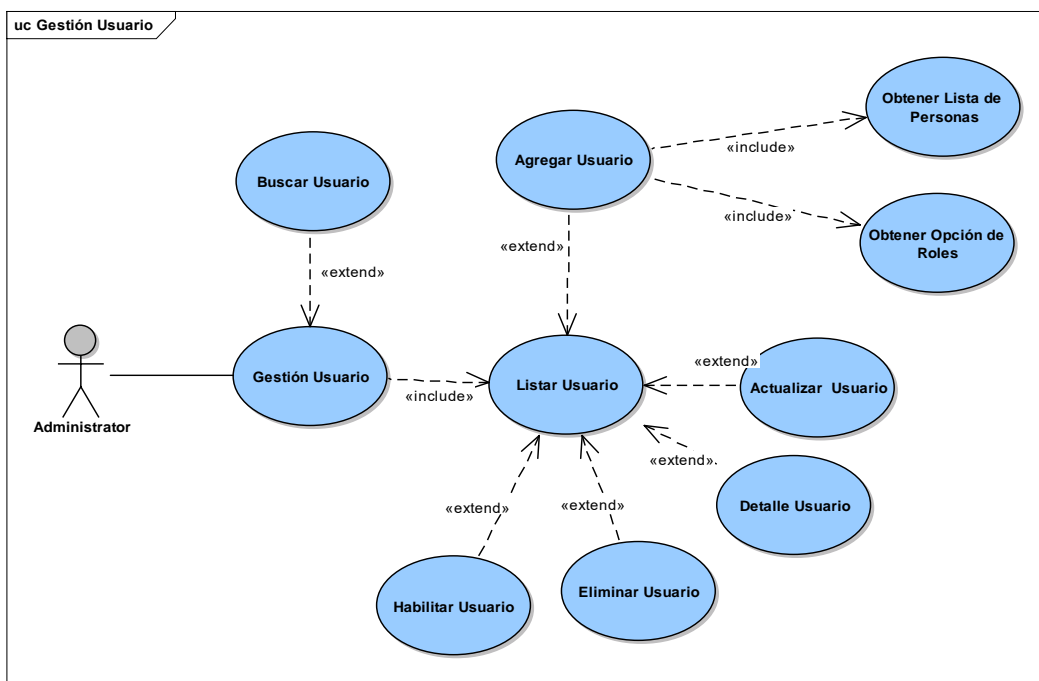 uc Gestión Usuario
Obtener Lista de
Personas
Buscar Usuario
Agregar Usuario
«include»
«include»
Obtener Opción de
Roles
«extend»
«extend»
Gestión Usuario
«include»
Listar Usuario
«extend»
Actualizar Usuario
Administrator
«extend»
Detalle Usuario
«extend»
«extend»
Habilitar Usuario
Eliminar Usuario